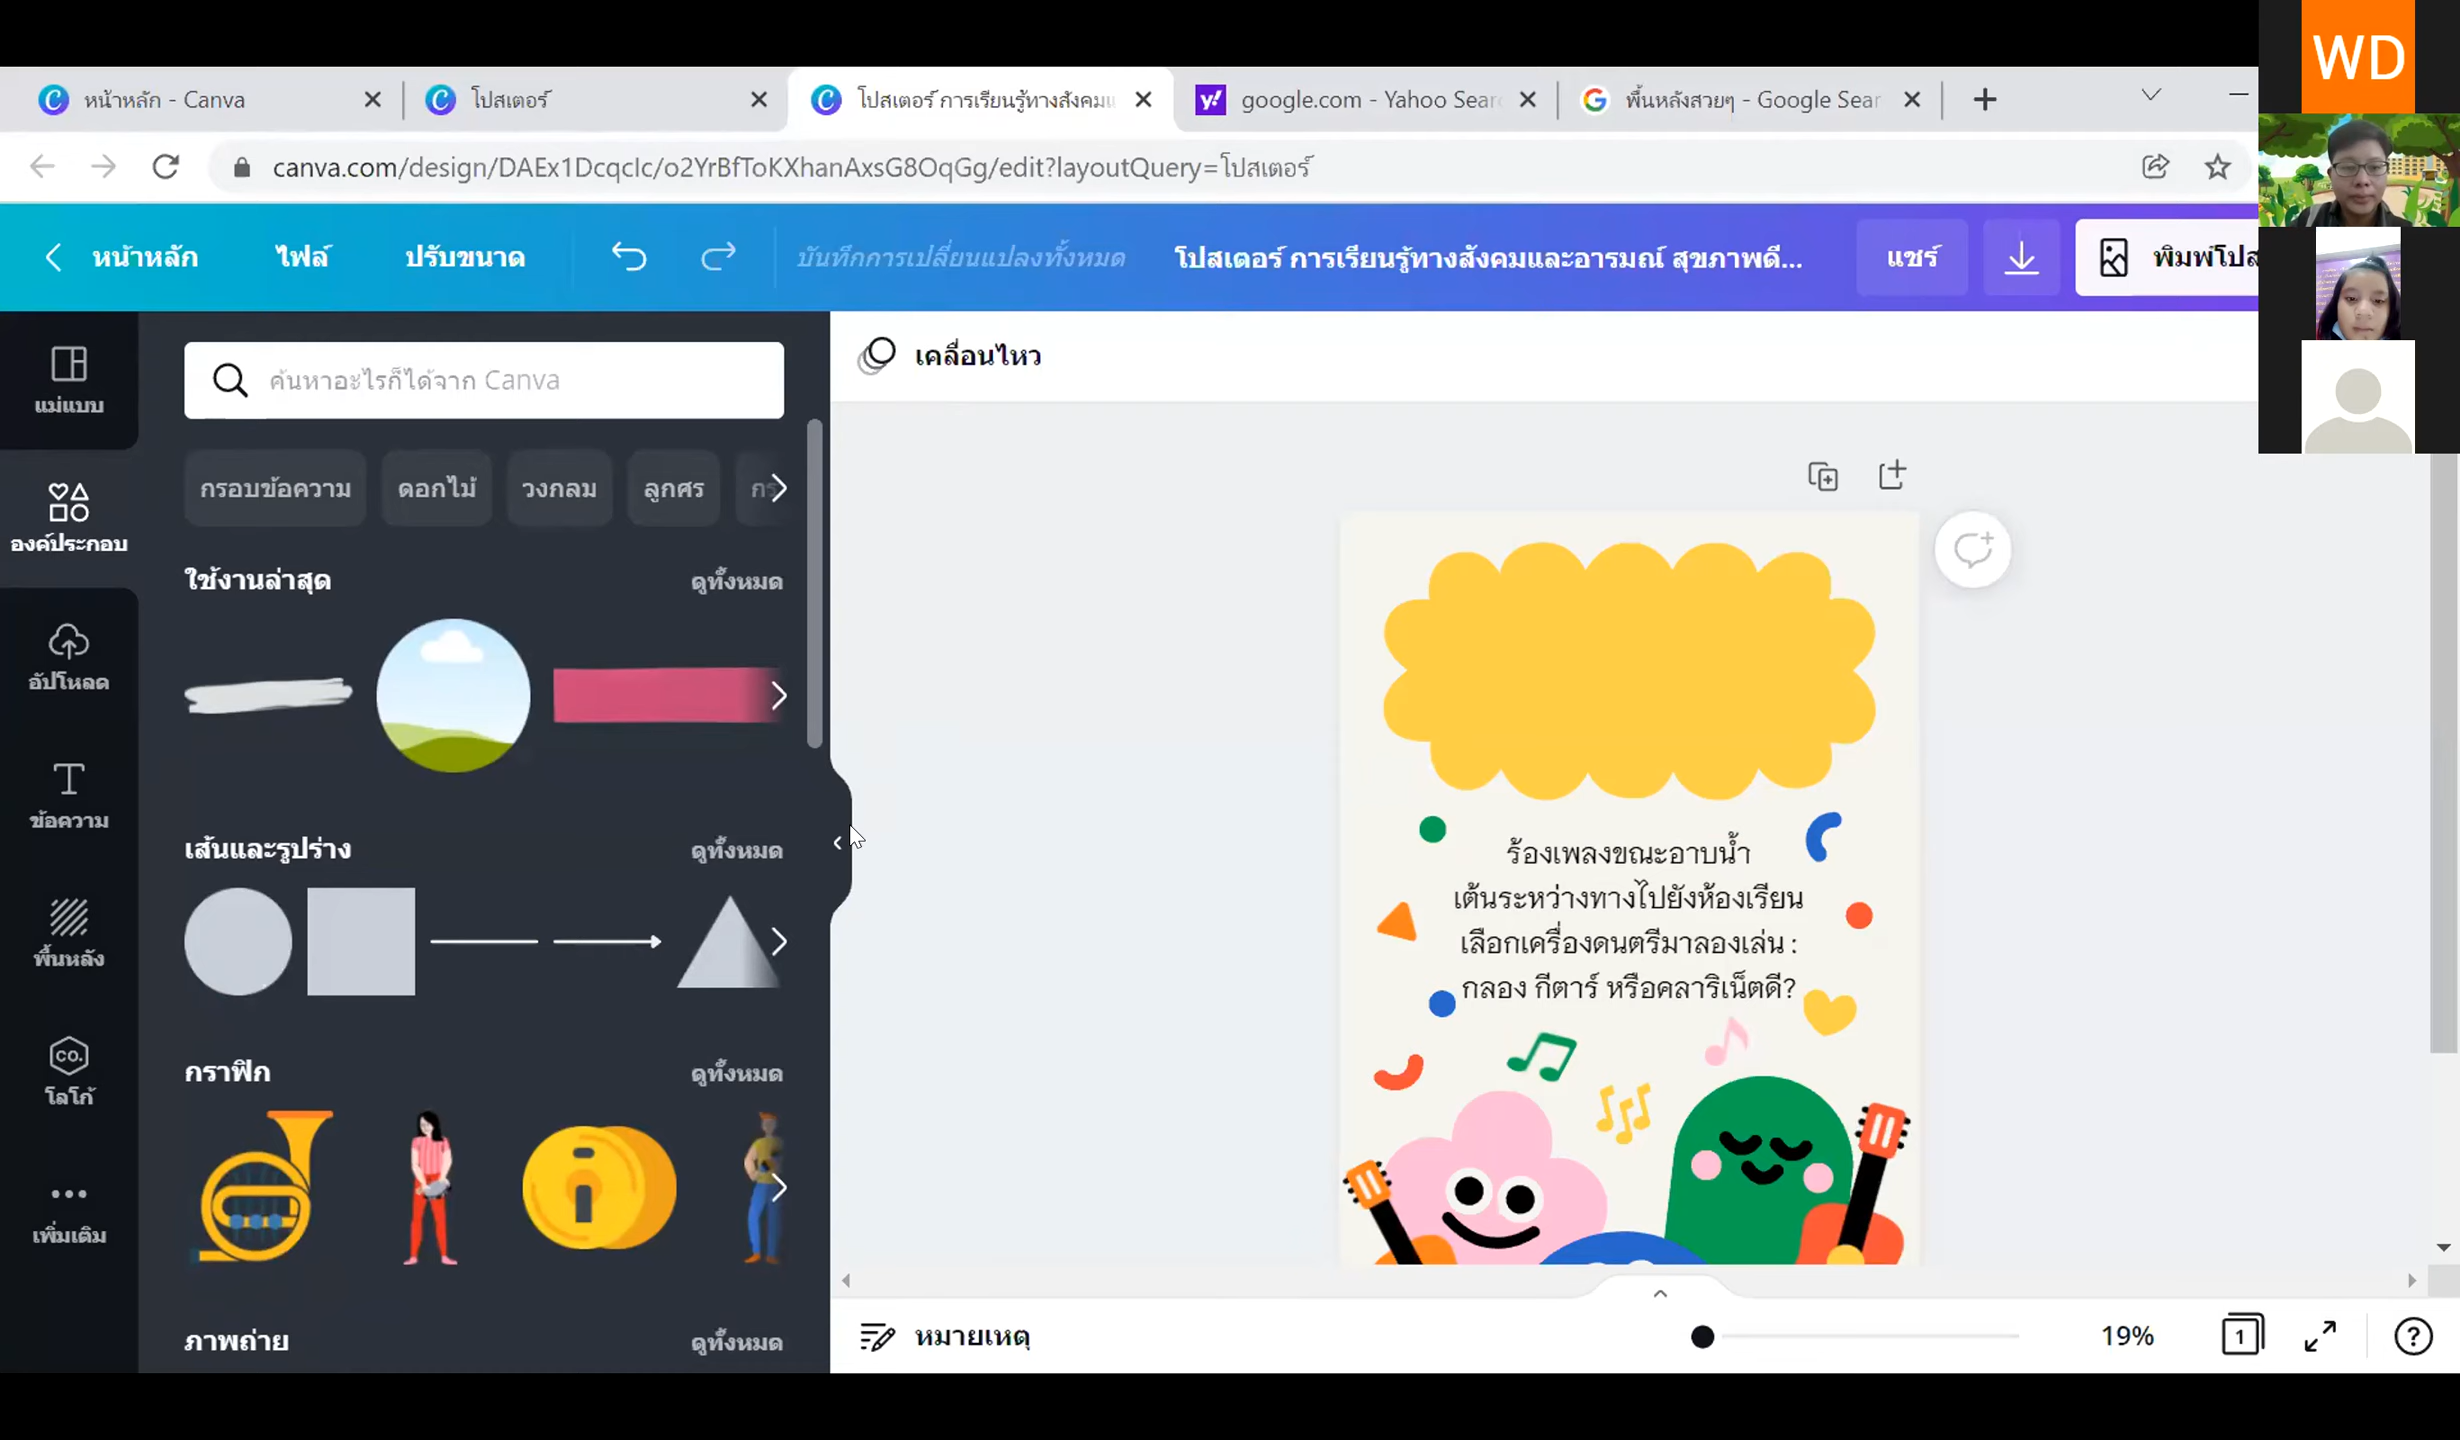 WD
หน้าหลัก - Canva
โปสเตอร์
โปสเตอร์ การเรียนรู้ทางสังคมแ
google.com - Yahoo Sear
พื้นหลังสวยๆ - Google Sear
canva.com/design/DAEx1DcqcIc/o2YrBfToKXhanAxsG8OqGg/edit?layoutQuery=โปสเตอร์
หน้าหลัก
ไฟล์
ปรับขนาด
บันทึกการเปลี่ยนแปลงทั้งหมด
โปสเตอร์ การเรียนรู้ทางสังคมและอารมณ์ สุขภาพดี...
แชร์
พิมพ์โปส
แม่แบบ
องค์ประกอบ
อัปโหลด
ข้อความ
พื้นหลัง
CO.
โลโก้
เพิ่มเติม
ค้นหาอะไรก็ได้จาก Canva
กรอบข้อความ
ดอกไม้
วงกลม
ลูกศร
ใช้งานล่าสุด
ดูทั้งหมด
เส้นและรูปร่าง
ดูทั้งหมด
กราฟิก
ดูทั้งหมด
ภาพถ่าย
ดูทั้งหมด
เคลื่อนไหว
ร้องเพลงขณะอาบน้ำ
เต้นระหว่างทางไปยังห้องเรียน
เลือกเครื่องดนตรีมาลองเล่น :
กลอง กีตาร์ หรือคลาริเน็ตดี?
หมายเหตุ
19%
1